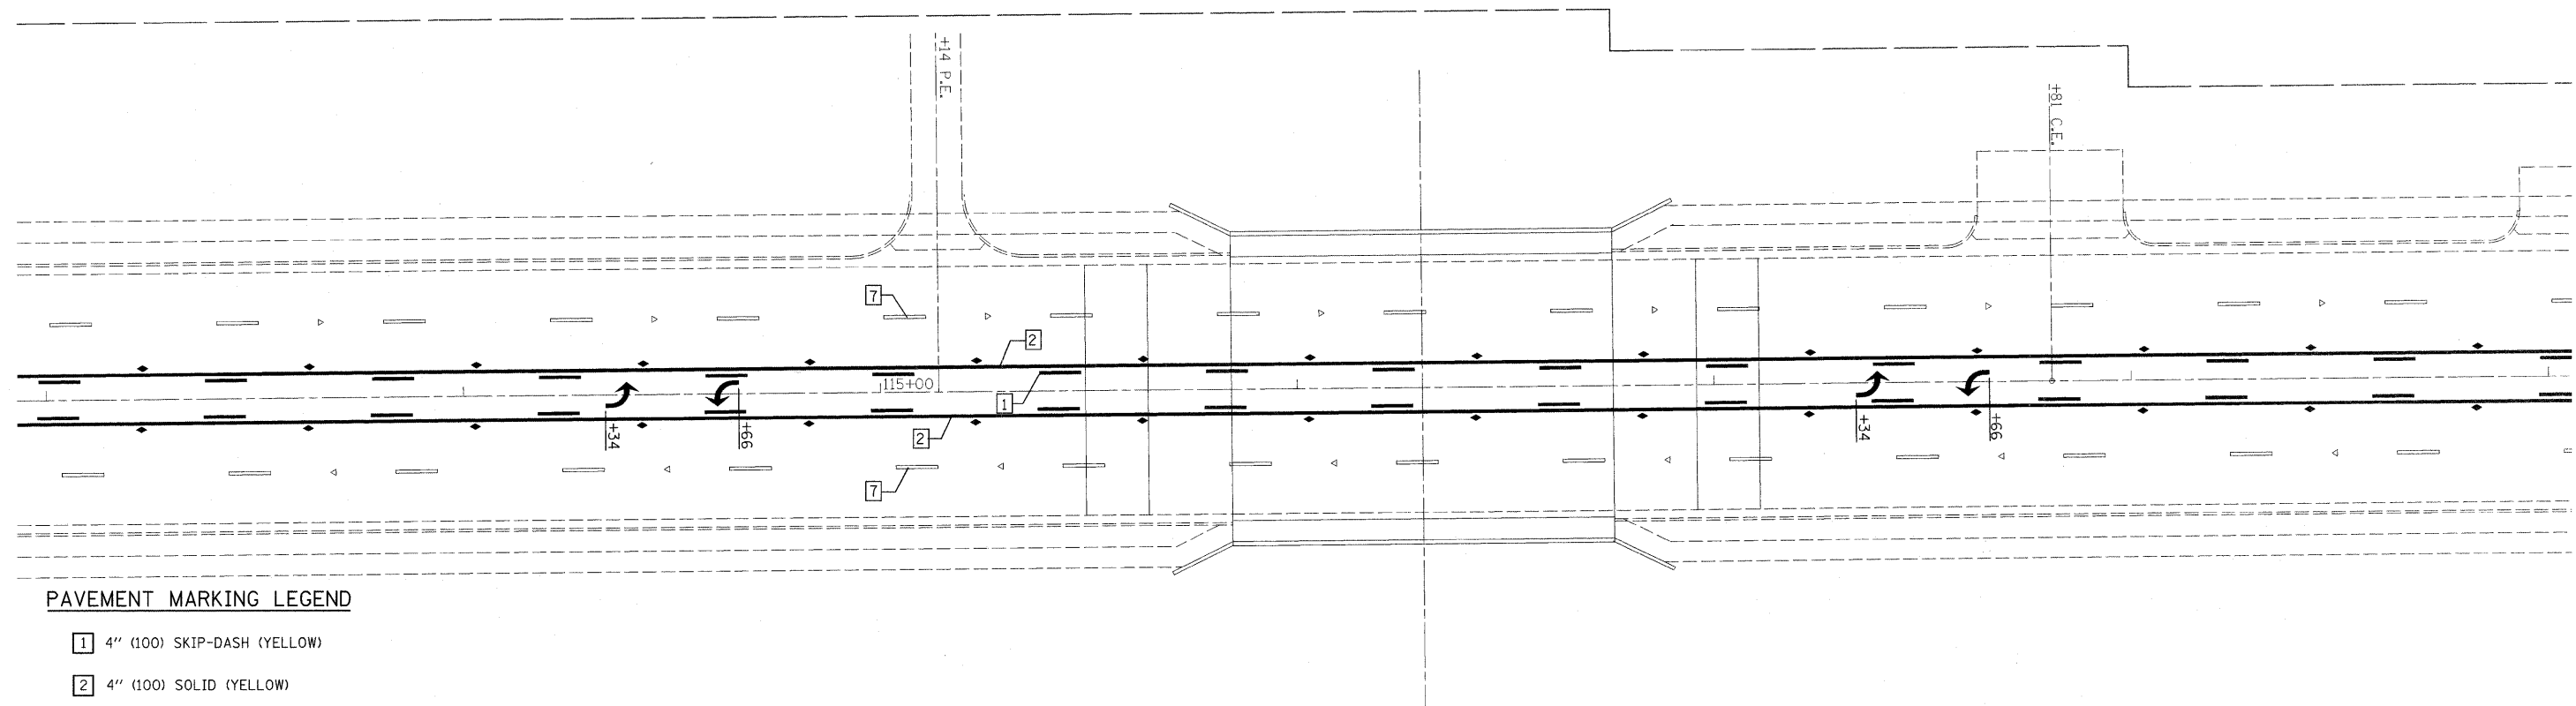 +14 P.E.
+81 C.E.
7
2
115+00
1
+34
+66
2
+34
+66
7
PAVEMENT MARKING LEGEND
1 4" (100) SKIP-DASH (YELLOW)
2 4" (100) SOLID (YELLOW)